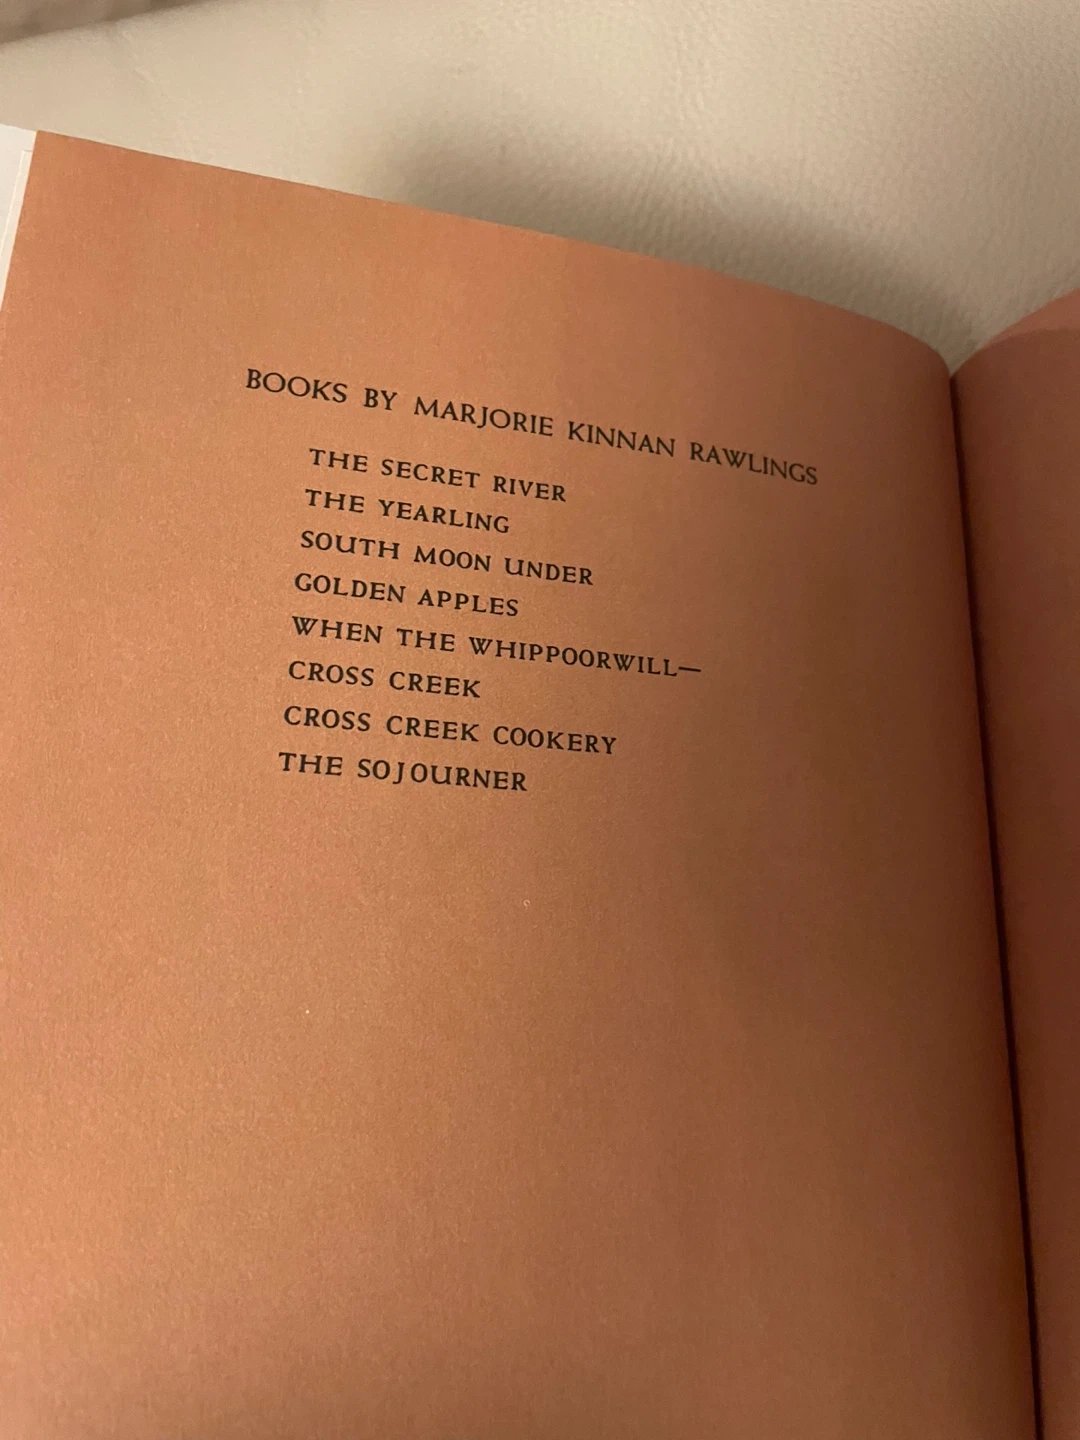 BOOKS BY MARJORIE KINNAN RAWLINGS
THE SECRET RIVER
THE YEARLING
SOUTH MOON UNDER
GOLDEN APPLES
WHEN THE WHIPPOORWILL—
CROSS CREEK
CROSS CREEK COOKERY
THE SOJOURNER